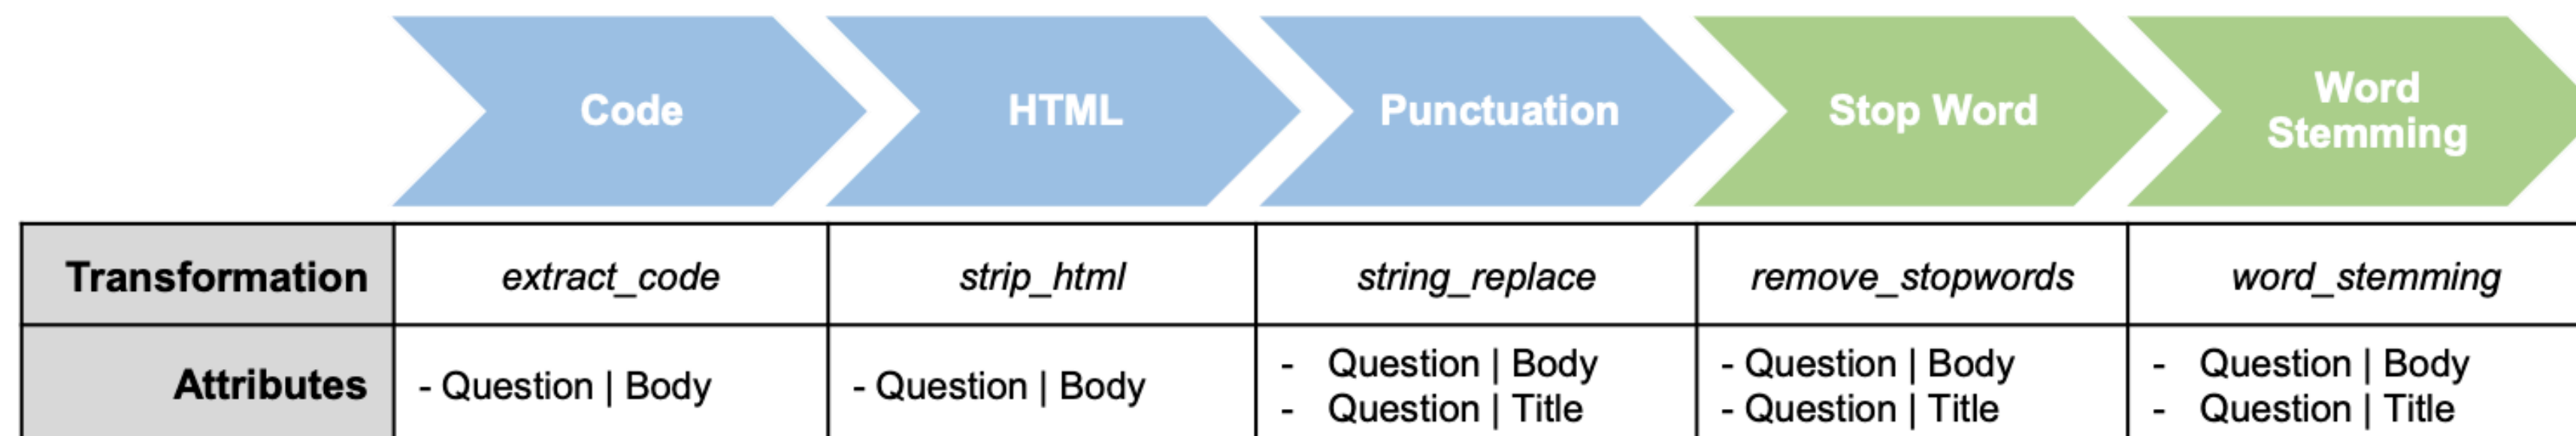 Code
HTML
Punctuation
Stop Word
Word
Stemming
Transformation
extract_code
strip_html
string_replace
remove_stopwords
word_stemming
Attributes
- Question | Body
- Question | Body
- Question | Body
- Question | Title
- Question | Body
- Question | Title
- Question | Body
- Question | Title